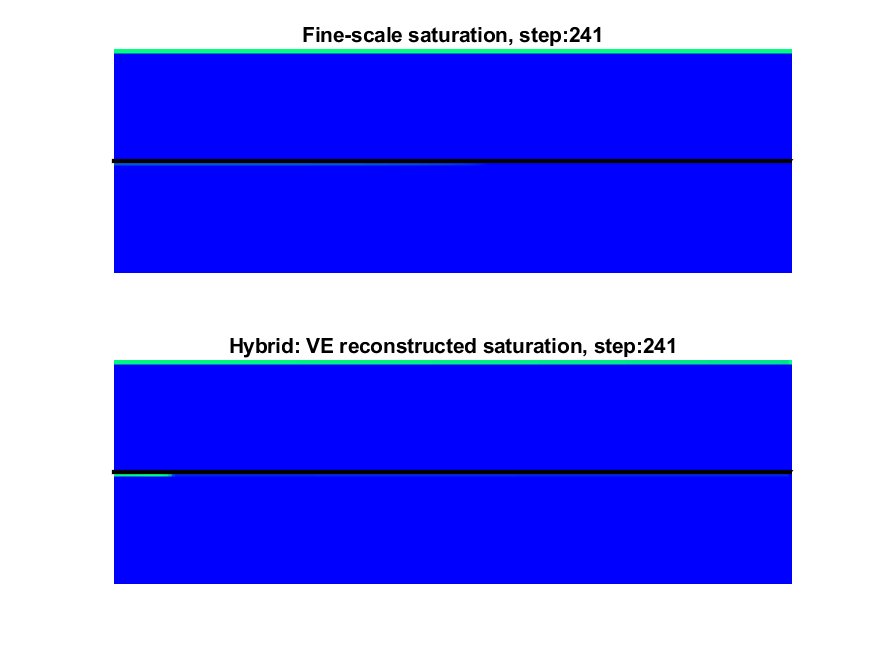 Fine-scale saturation, step:241
Hybrid: VE reconstructed saturation, step:241